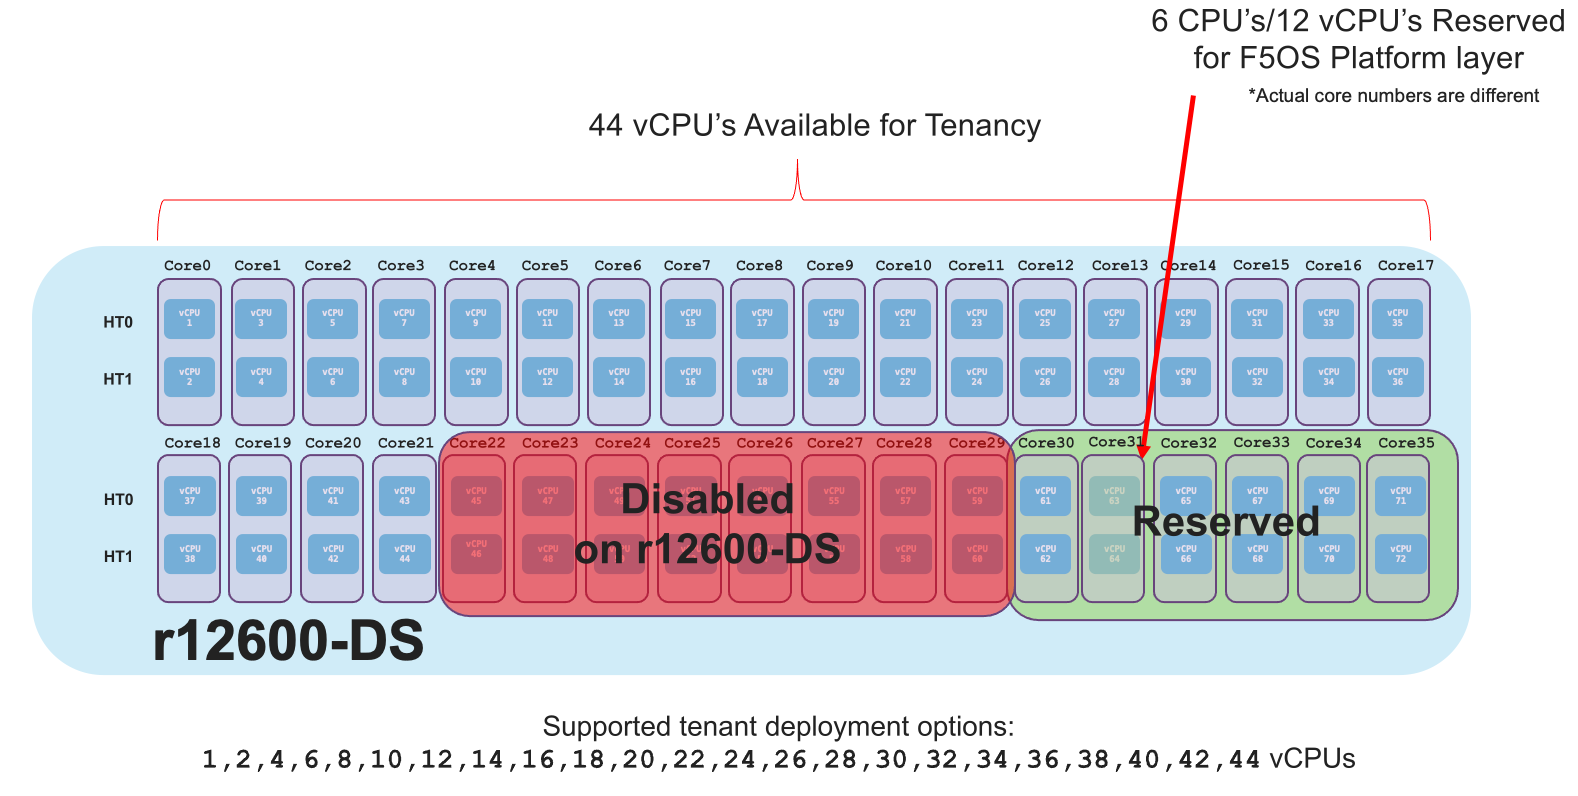 6 CPU’s/12 vCPU’s Reserved
for F5OS Platform layer
*Actual core numbers are different
44 vCPU’s Available for Tenancy
Core0 Core1 Core2 Core3 Core4 Core5 Core6 Core7 Core8 Core9 Core10 Core11 Core12 Core13 Core14 Core15 Core16 Core17
HT0
vCPU vCPU vCPU vCPU vCPU vCPU vCPU vCPU vCPU vCPU vCPU vCPU vCPU vCPU vCPU vCPU vCPU vCPU
1 3 5 7 9 11 13 15 17 19 21 23 25 27 29 31 33 35
HT1
vCPU vCPU vCPU vCPU vCPU vCPU vCPU vCPU vCPU vCPU vCPU vCPU vCPU vCPU vCPU vCPU vCPU vCPU
2 4 6 8 10 12 14 16 18 20 22 24 26 28 30 32 34 36
Core18 Core19 Core20 Core21 Core22 Core23 Core24 Core25 Core26 Core27 Core28 Core29 Core30 Core31 Core32 Core33 Core34 Core35
HT0
vCPU vCPU vCPU vCPU vCPU vCPU vCPU vCPU vCPU vCPU vCPU vCPU vCPU vCPU vCPU
37 39 41 43 45 47 55 57 59 61 63 65 67 69 71
Disabled
on r12600-DS
Reserved
HT1
vCPU vCPU vCPU vCPU vCPU vCPU vCPU vCPU vCPU vCPU vCPU vCPU vCPU vCPU
38 40 42 44 46 48 58 60 62 64 66 68 70 72
r12600-DS
Supported tenant deployment options:
1,2,4,6,8,10,12,14,16,18,20,22,24,26,28,30,32,34,36,38,40,42,44 vCPUs